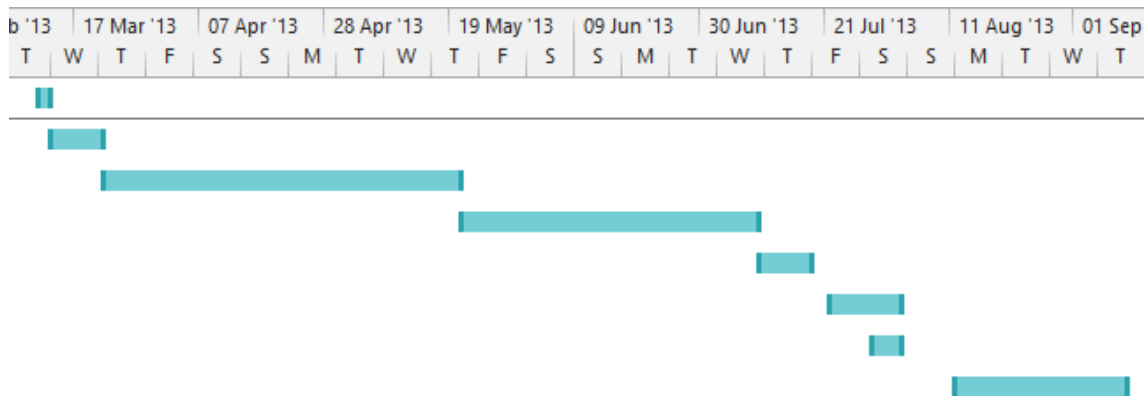 b '13 17 Mar '13 07 Apr '13 28 Apr '13 19 May '13 09 Jun '13 30 Jun '13 21 Jul '13 11 Aug '13 01 Sep
T W T F S S M T W T F S S M T W T F S S M T W T